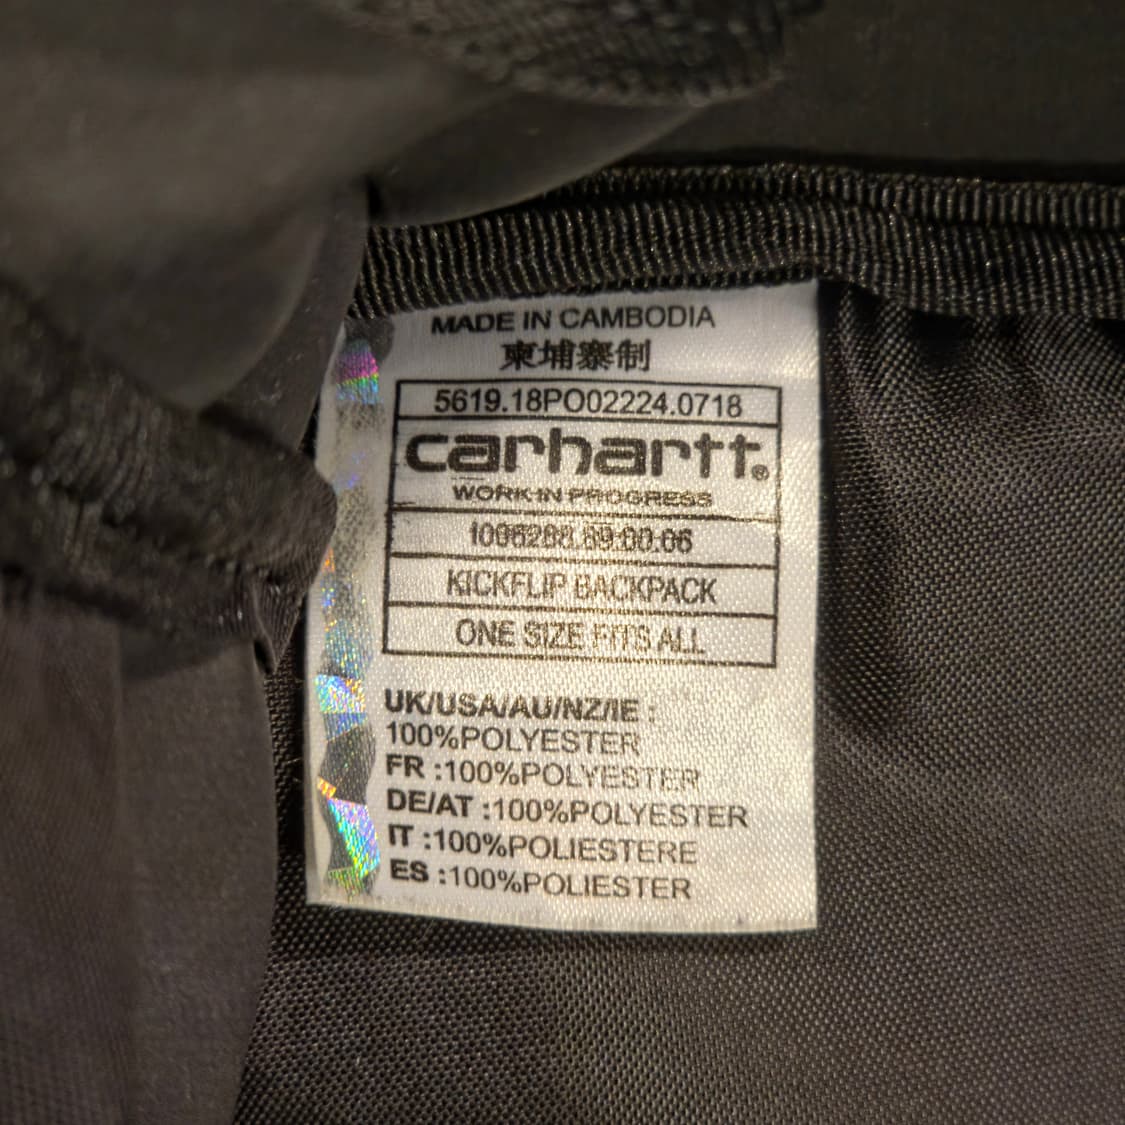 MADE IN CAMBODIA
柬埔寨制
5619.18PO02224.0718
carhartt®
WORK IN PROGRESS
KICKFLIP BACKPACK
ONE SIZE FITS ALL
UK/USA/AU/NZ/IE :
100%POLYESTER
FR :100%POLYESTER
DE/AT :100%POLYESTER
IT :100%POLIESTERE
ES :100%POLIESTER